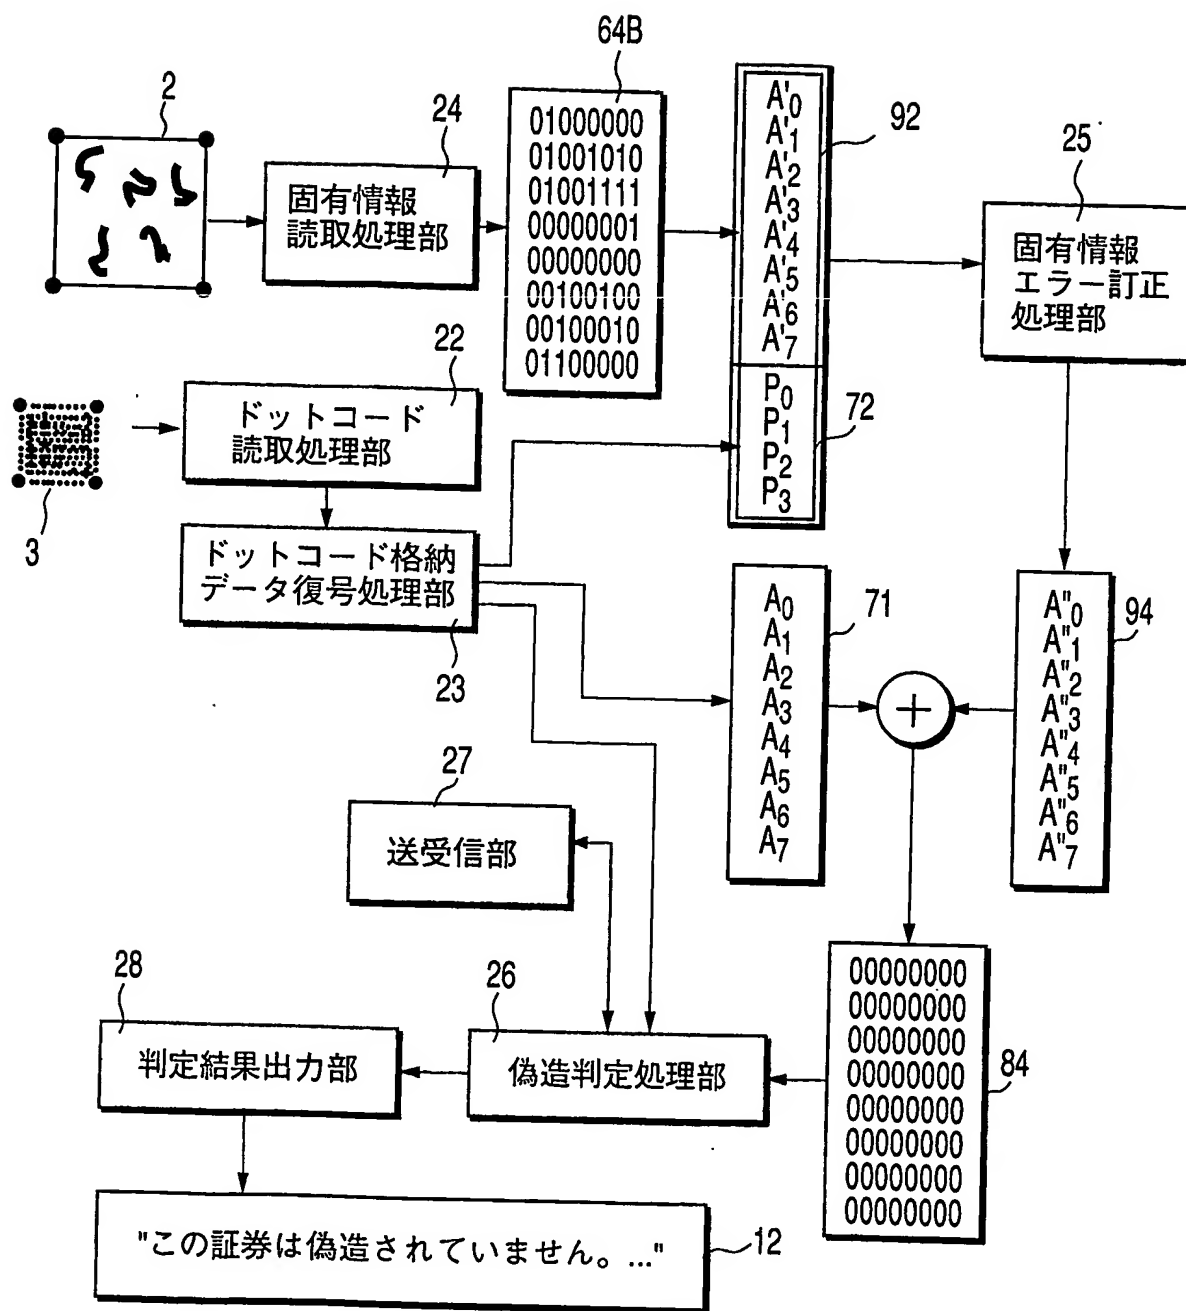 64B
2
24
92
25
固有情報
読取処理部
01000000
01001010
01001111
00000001
00000000
00100100
00100010
01100000
A'0
A'1
A'2
A'3
A'4
A'5
A'6
A'7
P0
P1
P2
P3
固有情報
エラー訂正
処理部
22
72
ドットコード
読取処理部
3
ドットコード格納
データ復号処理部
23
71
A0
A1
A2
A3
A4
A5
A6
A7
+
94
A"0
A"1
A"2
A"3
A"4
A"5
A"6
A"7
27
送受信部
28
26
判定結果出力部
偽造判定処理部
00000000
00000000
00000000
00000000
00000000
00000000
00000000
00000000
84
"この証券は偽造されていません。..."
12